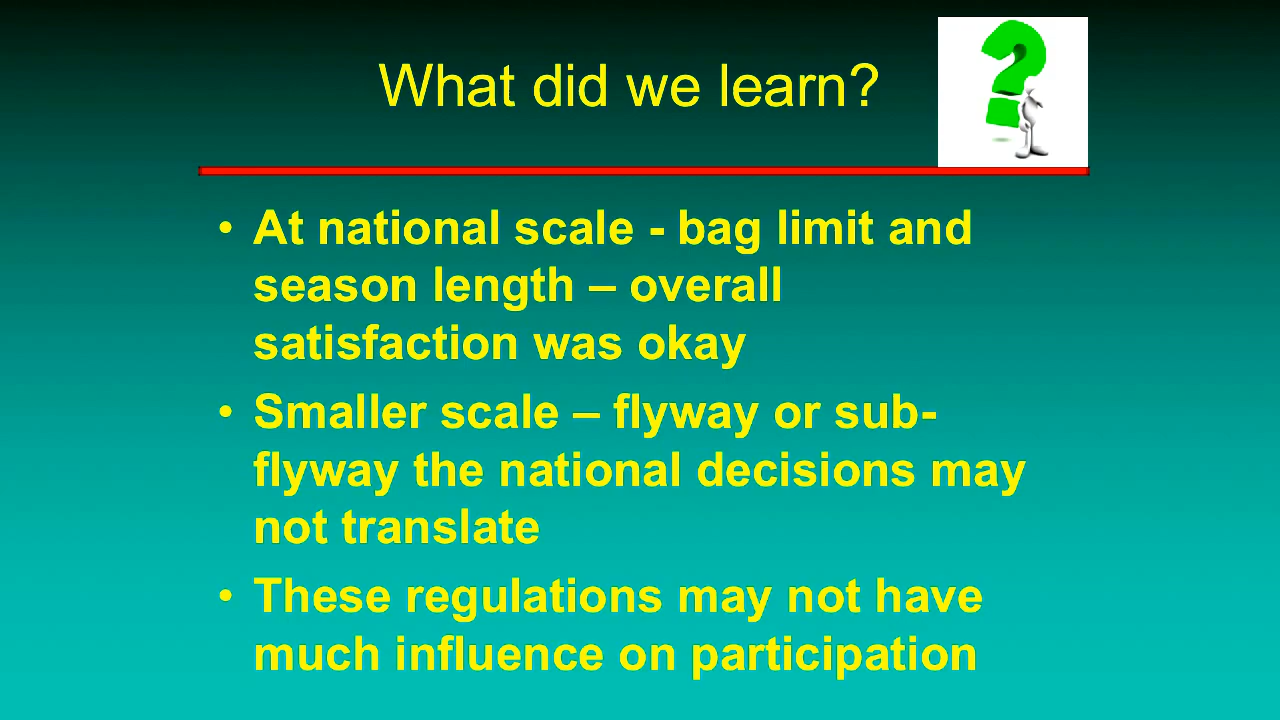 What did we learn?
• At national scale - bag limit and
season length – overall
satisfaction was okay
• Smaller scale – flyway or sub-
flyway the national decisions may
not translate
• These regulations may not have
much influence on participation